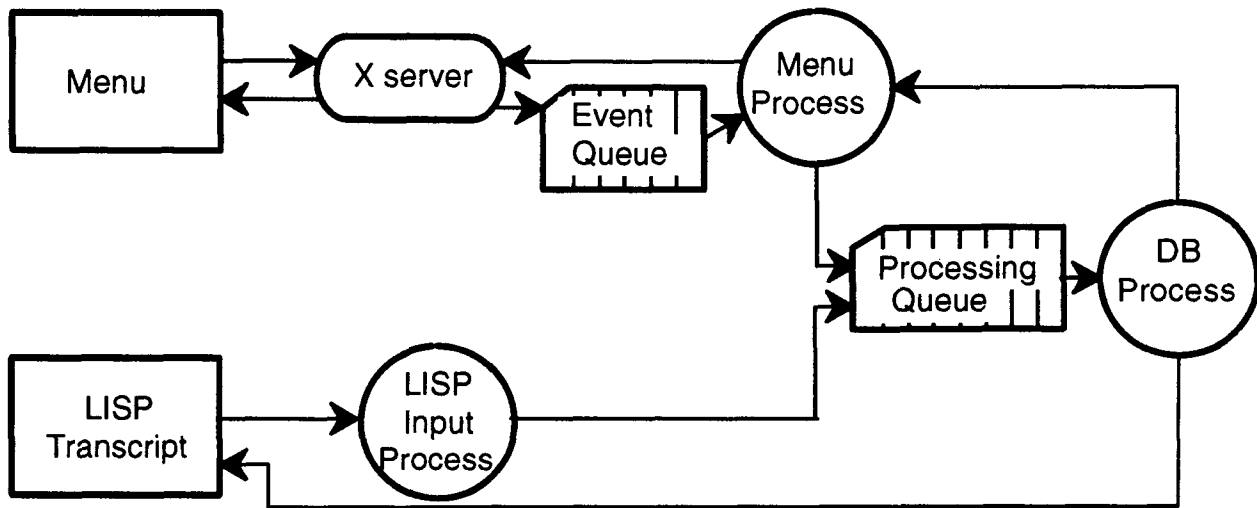 Menu
X server
Event
Queue
Menu
Process
Processing
Queue
DB
Process
LISP
Transcript
LISP
Input
Process